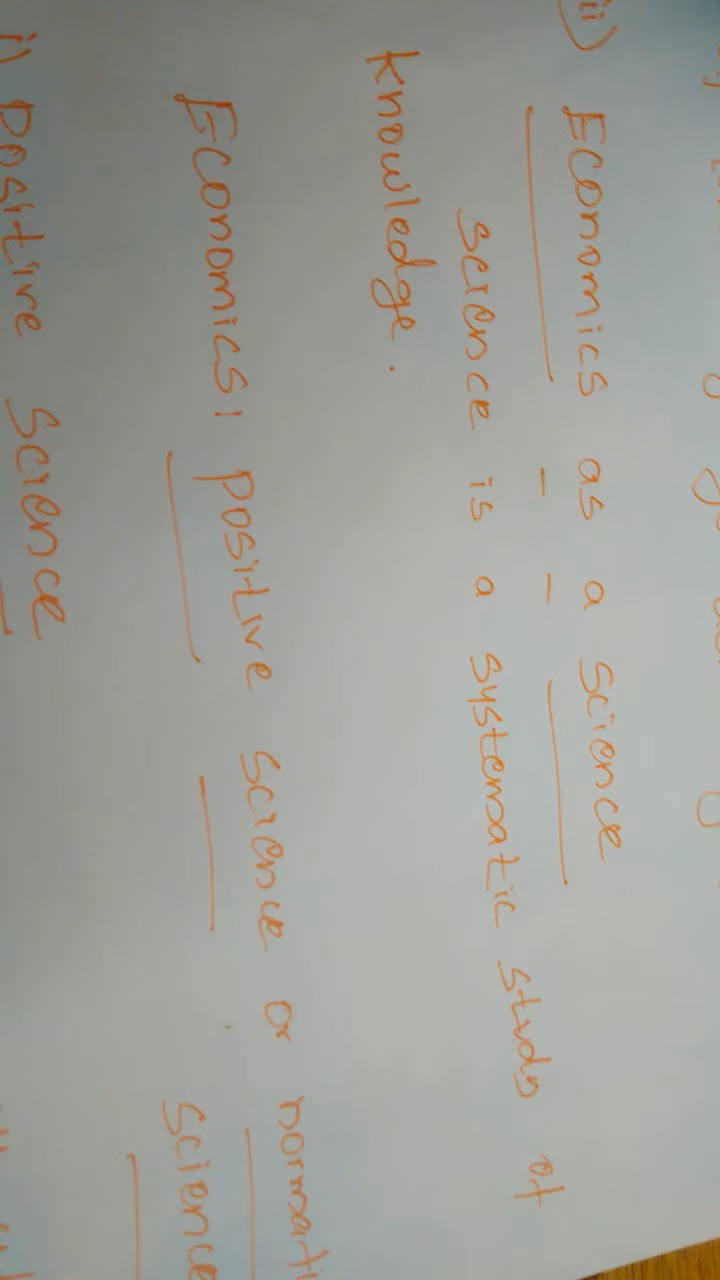 ii) Economics as a science
science is a systematic study of
knowledge.
Economics, positive science or normati
science
i) Positive science